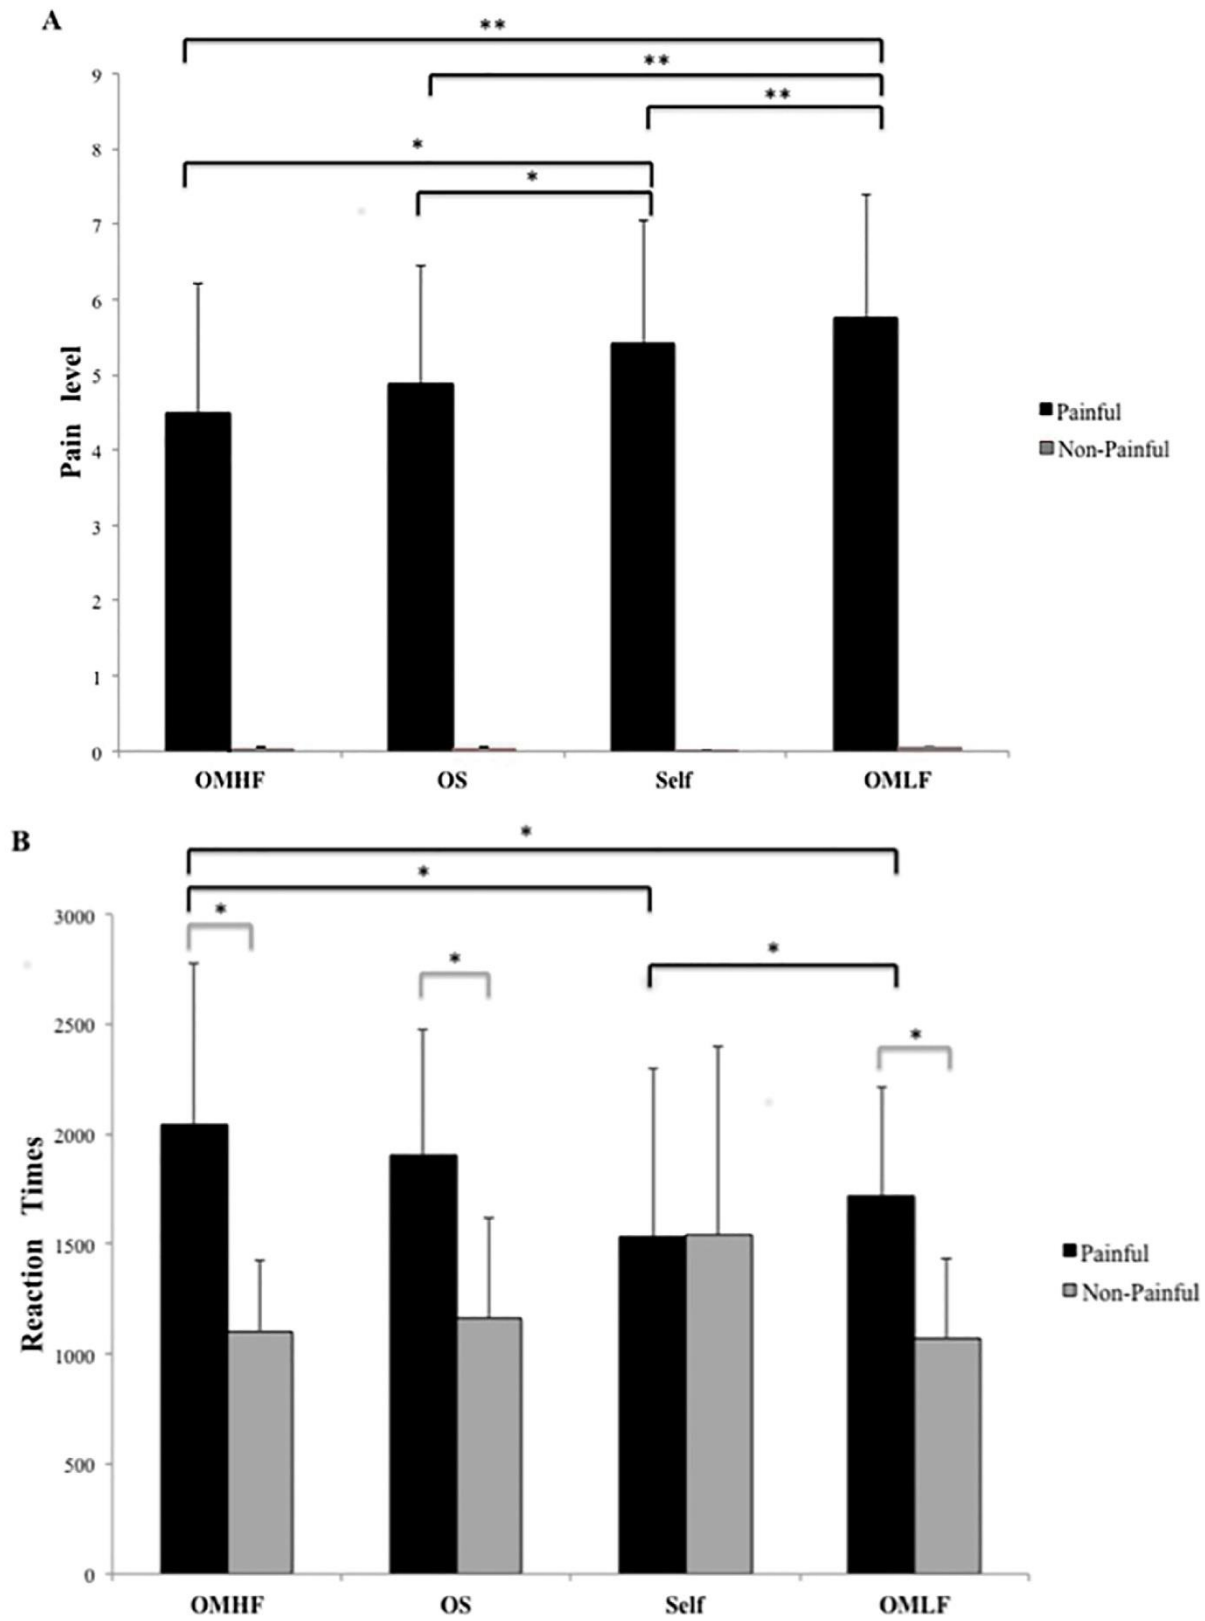 A
**
**
**
*
*
9
8
7
6
5
4
3
2
1
0
Pain level
Painful
Non-Painful
OMHF OS Self OMLF
B
*
*
*
*
*
*
3000
2500
2000
1500
1000
500
0
Reaction Times
Painful
Non-Painful
OMHF OS Self OMLF